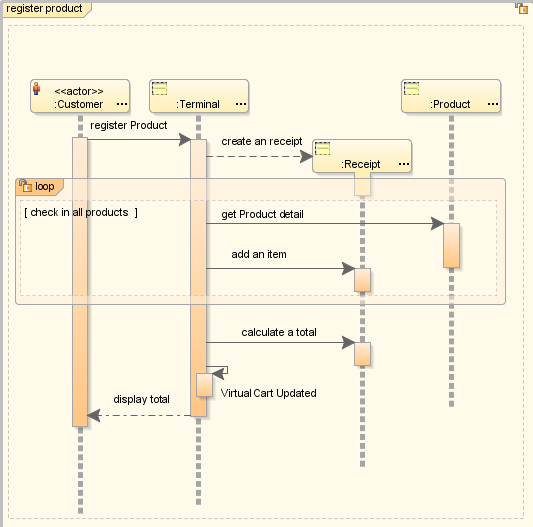 register product
<<actor>>
:Customer
:Terminal
:Product
register Product
create an receipt
:Receipt
loop
[ check in all products ]
get Product detail
add an item
calculate a total
Virtual Cart Updated
display total